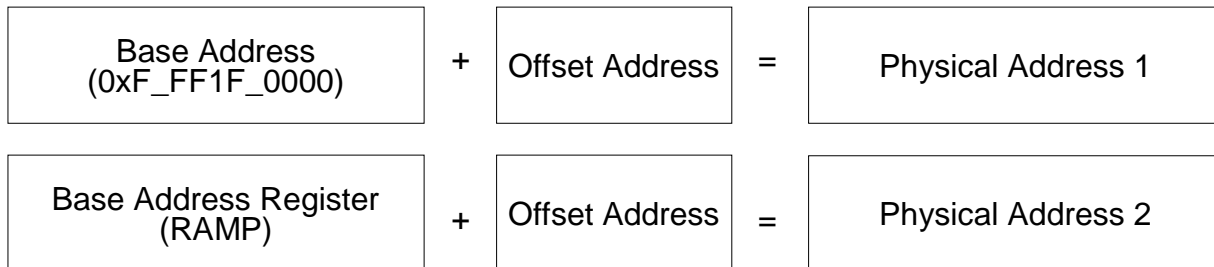 Base Address
(0xF_FF1F_0000)
+
Offset Address
=
Physical Address 1
Base Address Register
(RAMP)
+
Offset Address
=
Physical Address 2